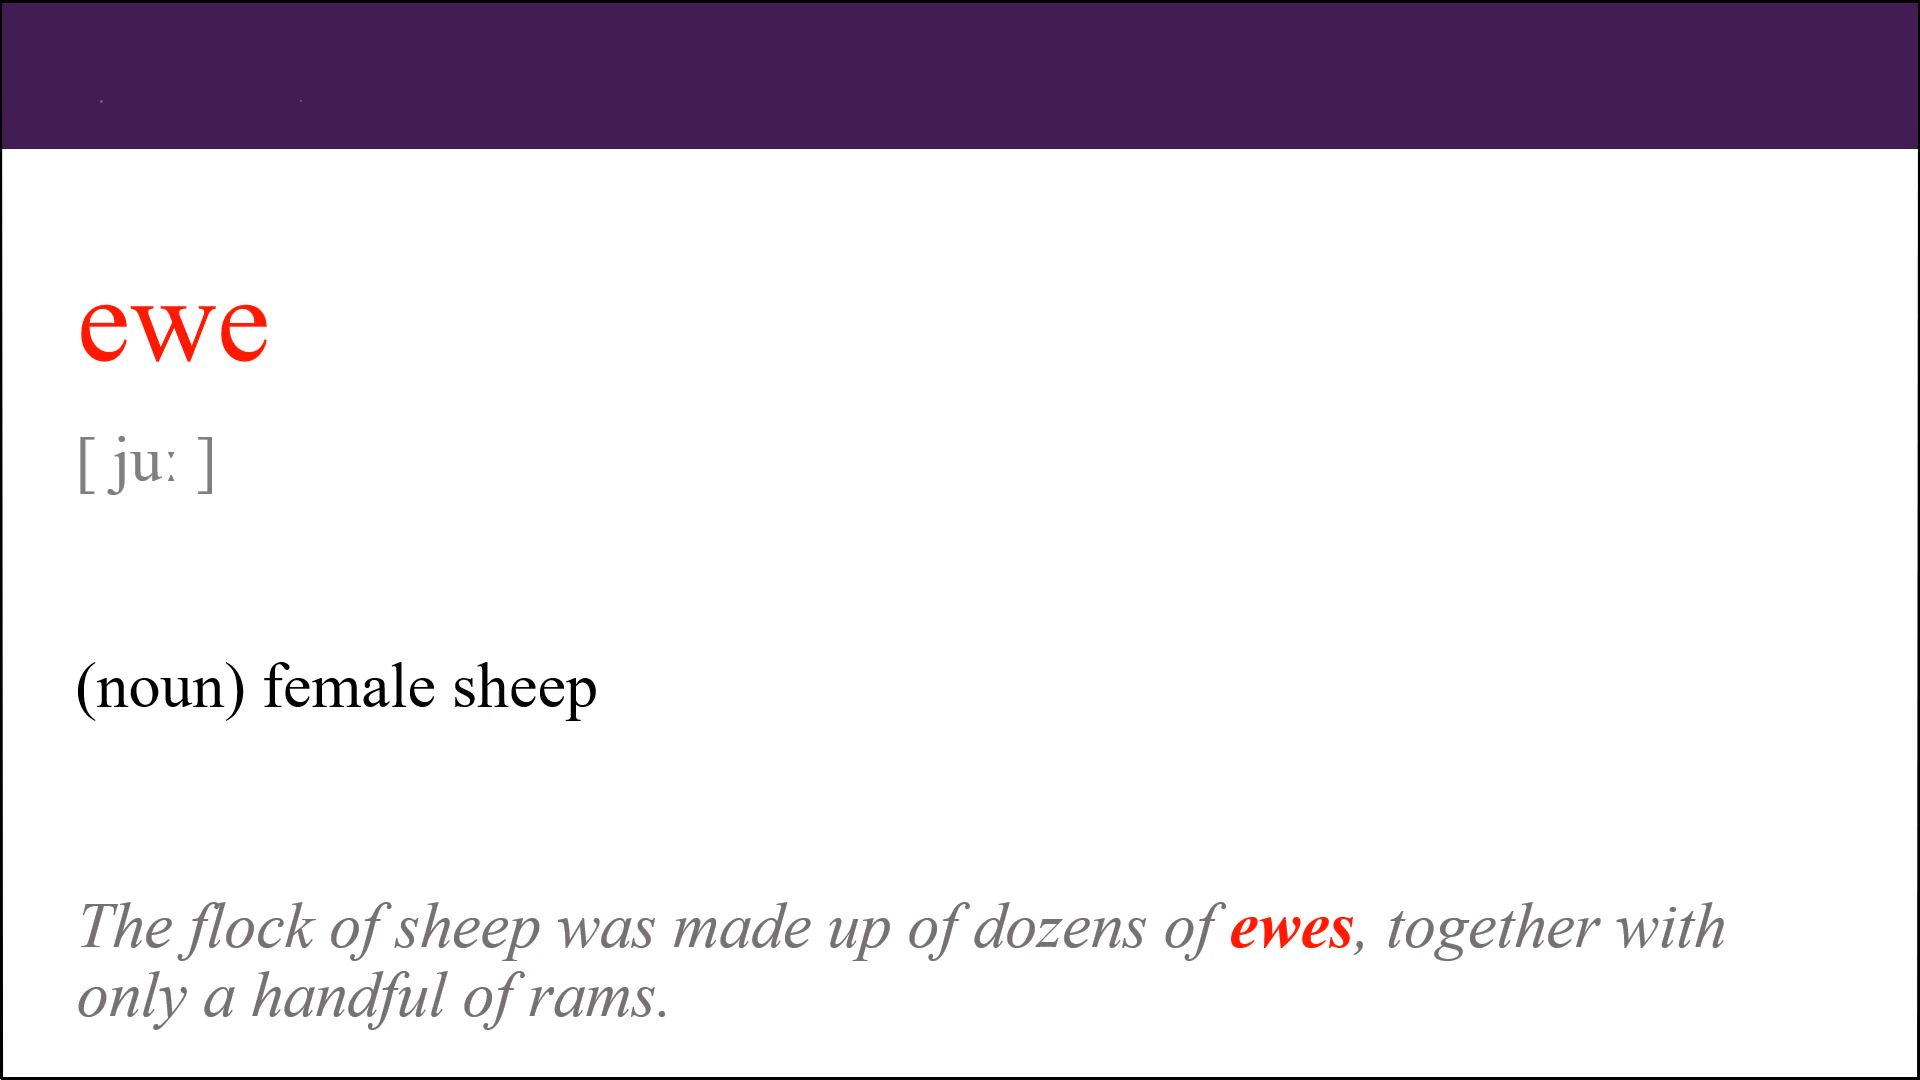 ewe
[ juː ]
(noun) female sheep
The flock of sheep was made up of dozens of ewes, together with
only a handful of rams.